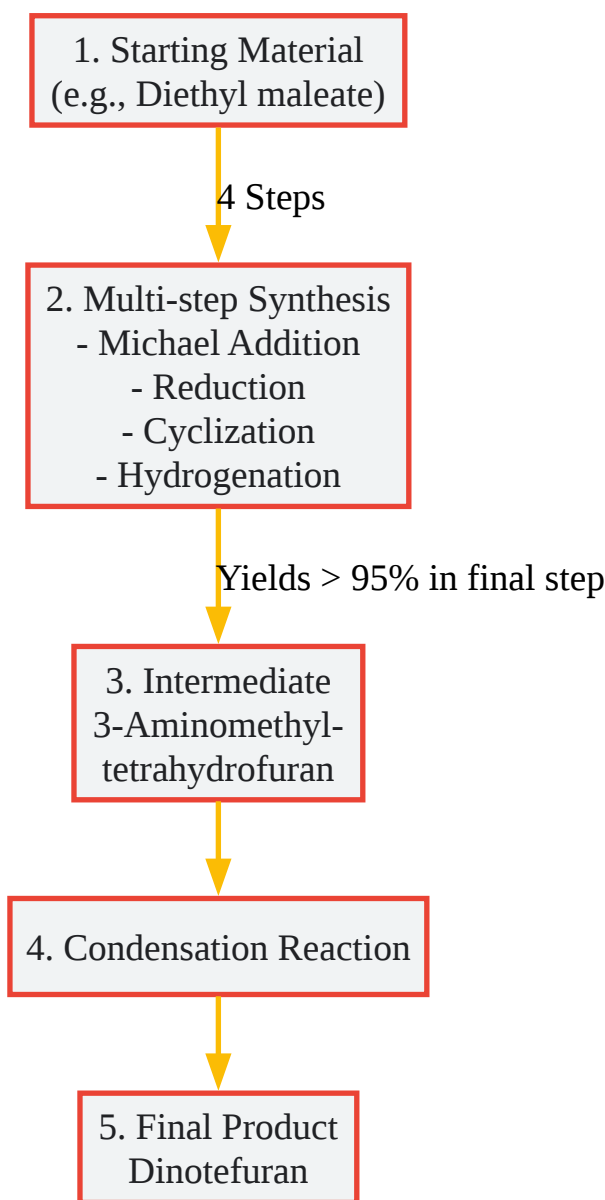 1. Starting Material
(e.g., Diethyl maleate)
4 Steps
2. Multi-step Synthesis
- Michael Addition
- Reduction
- Cyclization
- Hydrogenation
Yields > 95% in final step
3. Intermediate
3-Aminomethyl-
tetrahydrofuran
4. Condensation Reaction
5. Final Product
Dinotefuran